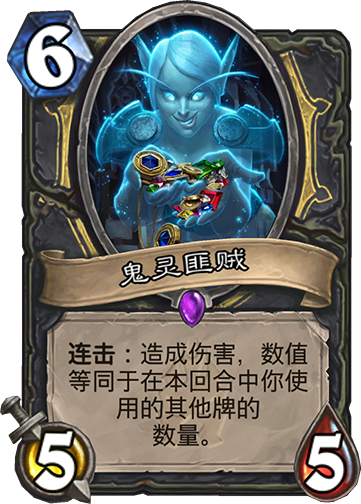 6
鬼灵匪贼
连击：造成伤害，数值
等同于在本回合中你使
用的其他牌的
数量。
5
5